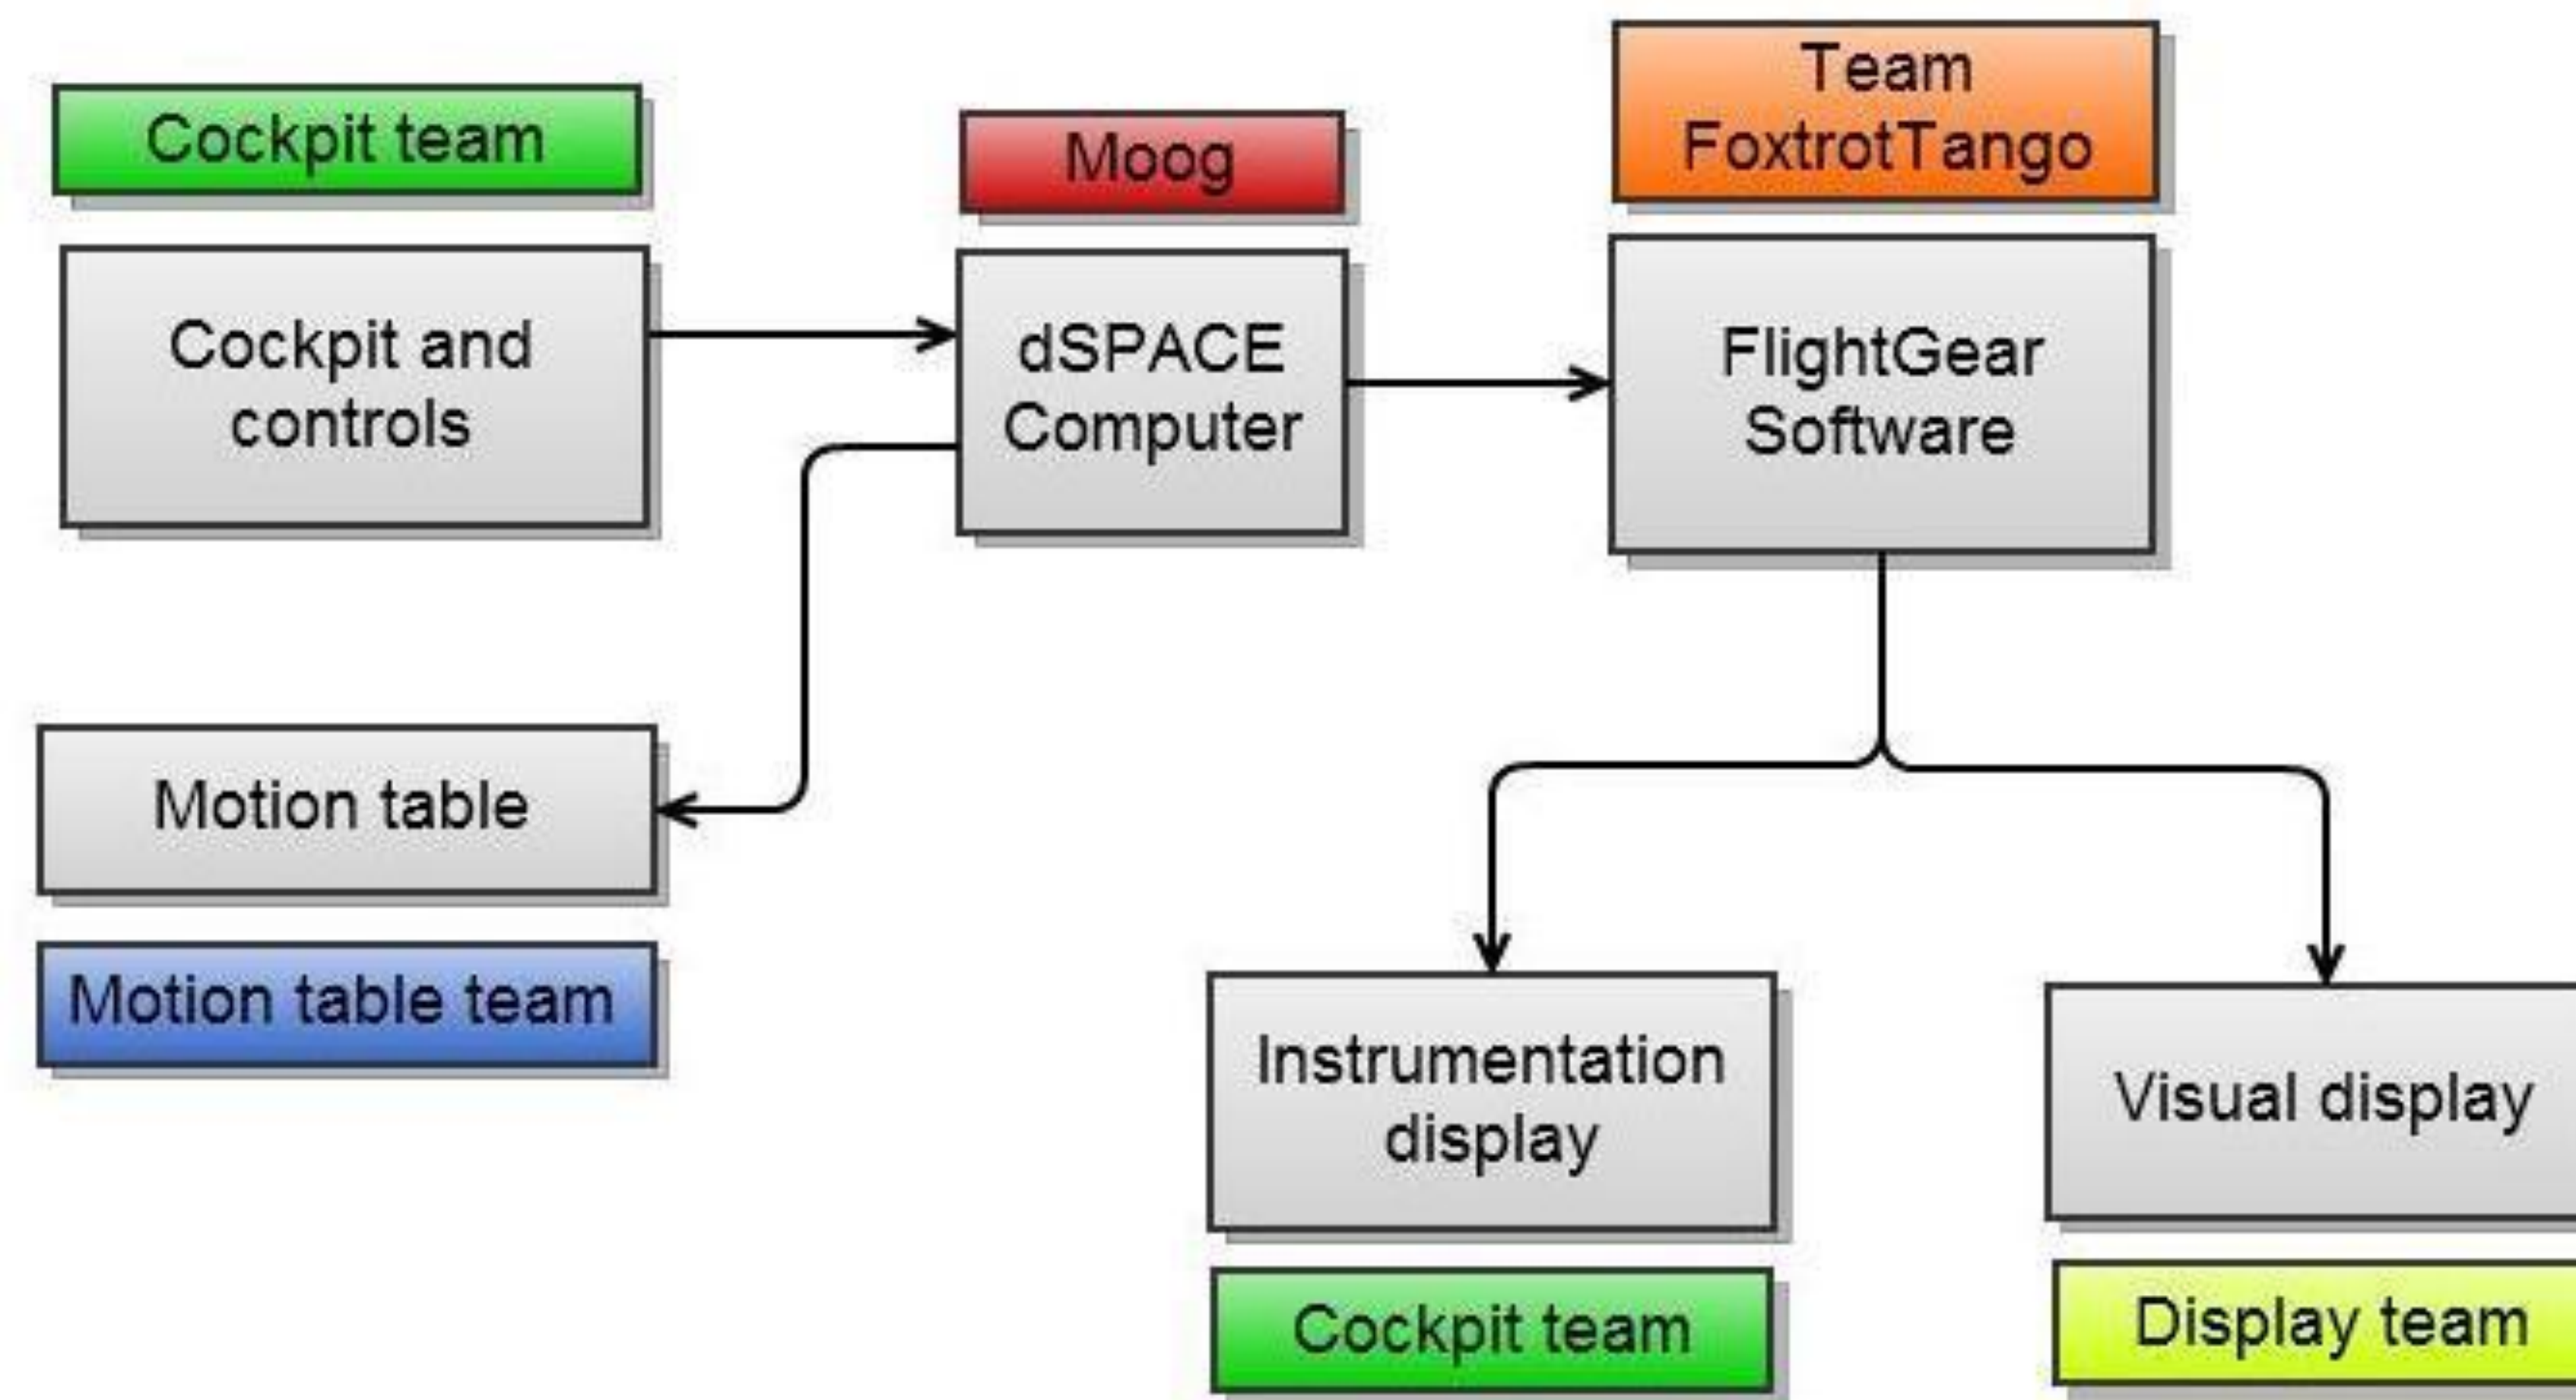 Cockpit team
Moog
Team
FoxtrotTango
Cockpit and
controls
dSPACE
Computer
FlightGear
Software
Motion table
Motion table team
Instrumentation
display
Visual display
Cockpit team
Display team